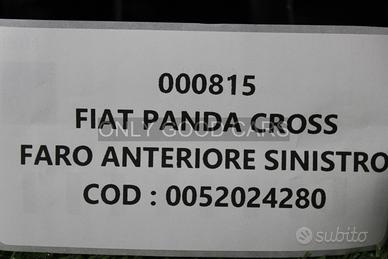 000815
FIAT PANDA CROSS
ONLY GOOD CARS
FARO ANTERIORE SINISTRO
COD : 0052024280
subito